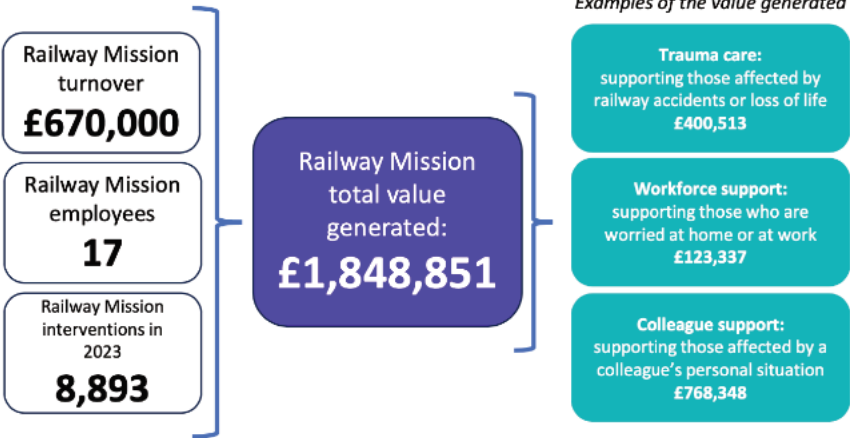 Examples of the value generated
Railway Mission
turnover
£670,000
Railway Mission
employees
17
Railway Mission
interventions in
2023
8,893
Railway Mission
total value
generated:
£1,848,851
Trauma care:
supporting those affected by
railway accidents or loss of life
£400,513
Workforce support:
supporting those who are
worried at home or at work
£123,337
Colleague support:
supporting those affected by a
colleague's personal situation
£768,348